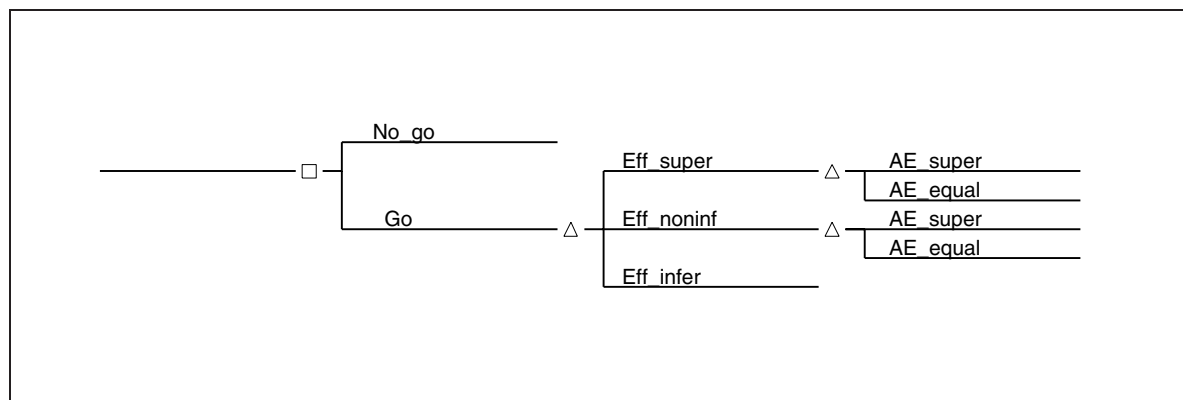 No_go
Eff_super
AE_super
AE_equal
Go
Eff_noninf
AE_super
AE_equal
Eff_infer